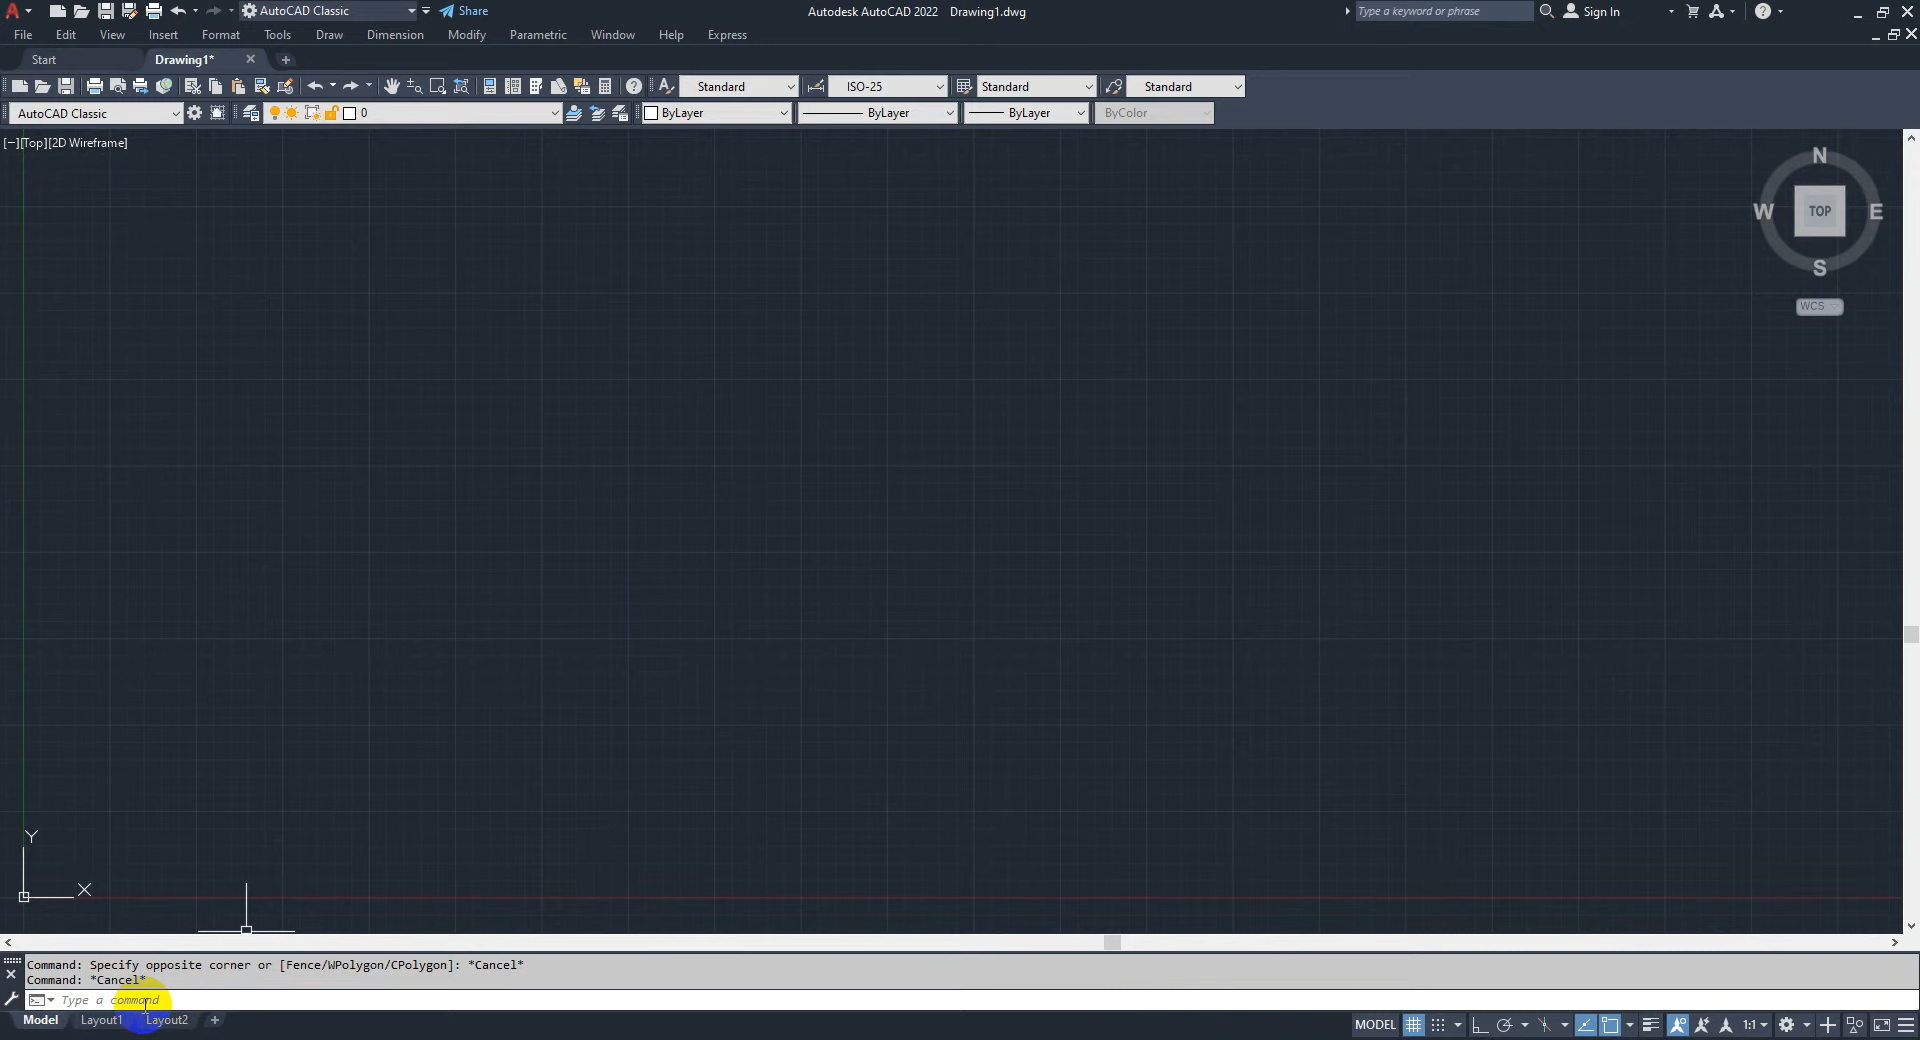 AutoCAD Classic Share Autodesk AutoCAD 2022 Drawing1.dwg Type a keyword or phrase Sign In
File Edit View Insert Format Tools Draw Dimension Modify Parametric Window Help Express
Start Drawing1*
Standard ISO-25 Standard Standard
AutoCAD Classic 0 ByLayer ByLayer ByLayer ByColor
[−][Top][2D Wireframe]
N
W TOP E
S
WCS
Y
X
Command: Specify opposite corner or [Fence/WPolygon/CPolygon]: *Cancel*
Command: *Cancel*
Type a command
Model Layout1 Layout2 MODEL 1:1